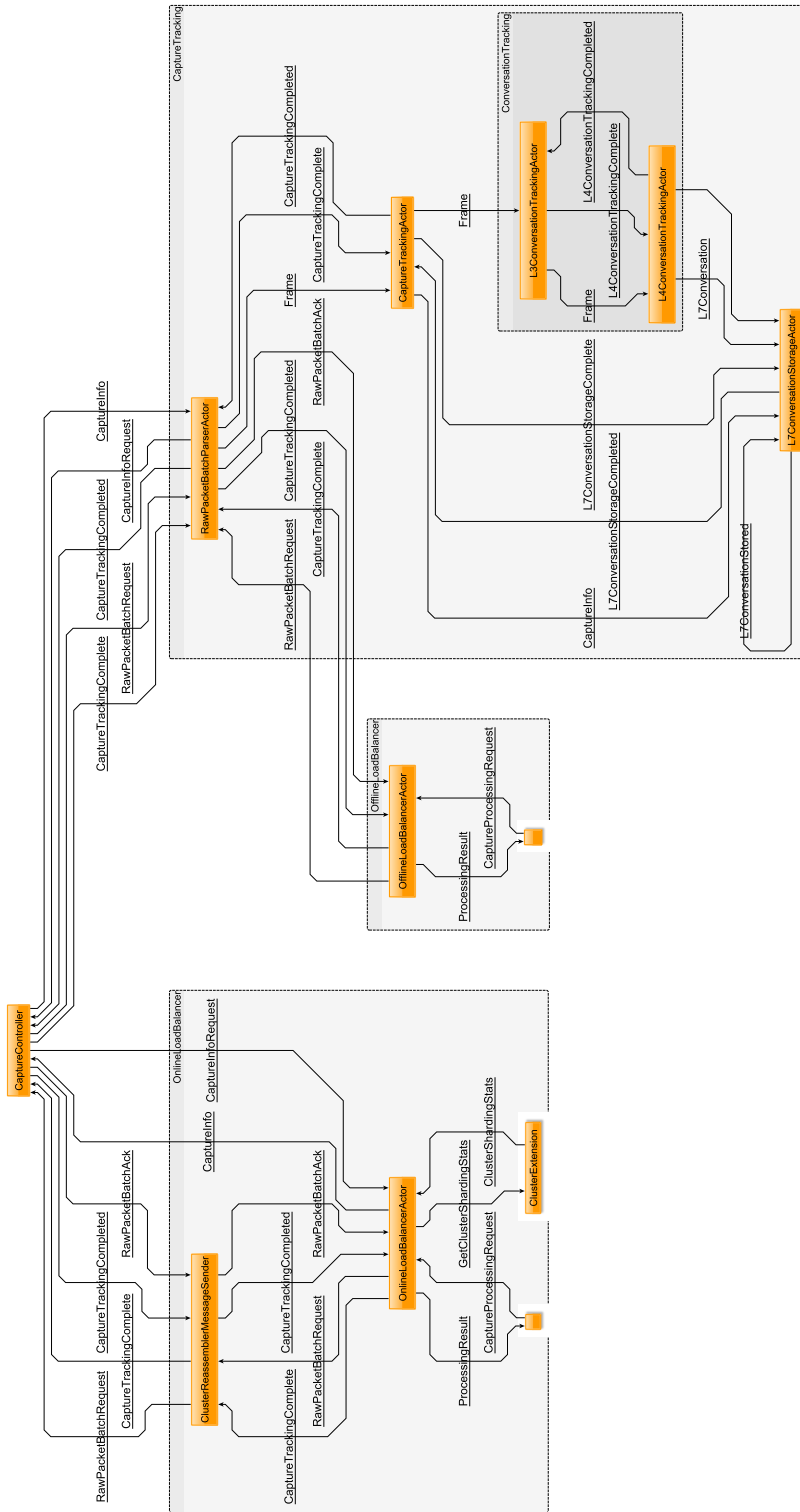 CaptureController
RawPacketBatchRequest
CaptureTrackingComplete
CaptureTrackingCompleted
RawPacketBatchAck
CaptureTrackingComplete
RawPacketBatchRequest
CaptureTrackingCompleted
CaptureInfoRequest
CaptureInfo
OnlineLoadBalancer
CaptureTracking
ClusterReassemblerMessageSender
CaptureInfo
CaptureInfoRequest
RawPacketBatchParserActor
CaptureTrackingComplete
RawPacketBatchRequest
CaptureTrackingCompleted
RawPacketBatchAck
RawPacketBatchRequest
CaptureTrackingComplete
CaptureTrackingCompleted
RawPacketBatchAck
Frame
CaptureTrackingComplete
CaptureTrackingCompleted
OfflineLoadBalancer
OnlineLoadBalancerActor
OfflineLoadBalancerActor
CaptureTrackingActor
ProcessingResult
CaptureProcessingRequest
GetClusterShardingStats
ClusterShardingStats
ProcessingResult
CaptureProcessingRequest
Frame
ConversationTracking
ClusterExtension
L3ConversationTrackingActor
CaptureInfo
L7ConversationStorageCompleted
L7ConversationStorageComplete
Frame
L4ConversationTrackingComplete
L4ConversationTrackingCompleted
L4ConversationTrackingActor
L7Conversation
L7ConversationStored
L7ConversationStorageActor